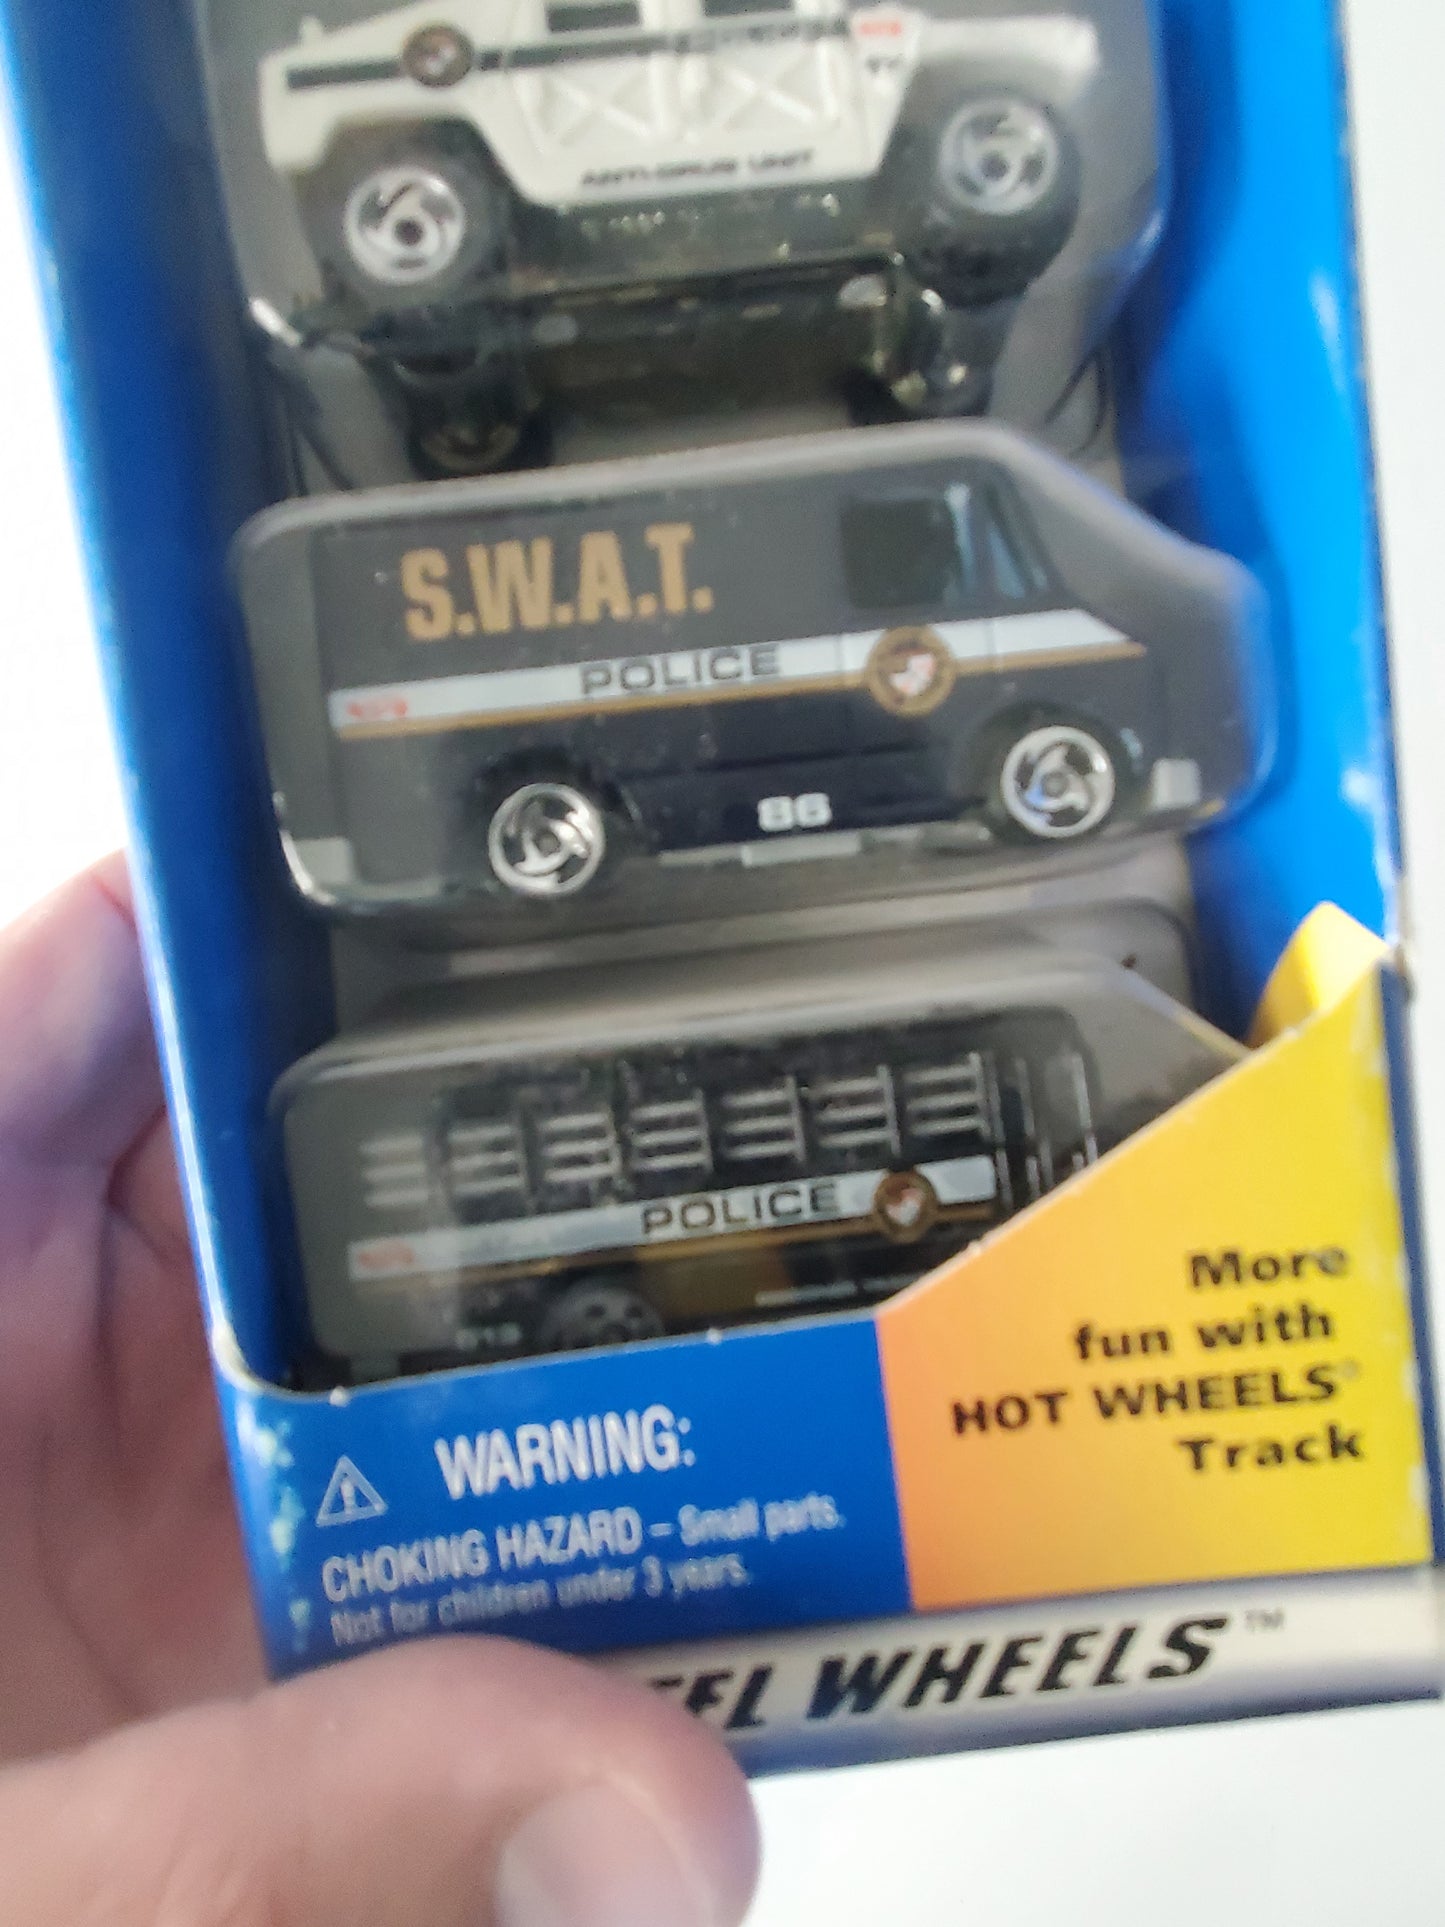 ANTI-DRUG UNIT
S.W.A.T.
POLICE
86
POLICE
More
fun with
HOT WHEELS®
Track
WARNING:
CHOKING HAZARD – Small parts.
Not for children under 3 years.
WHEELS™